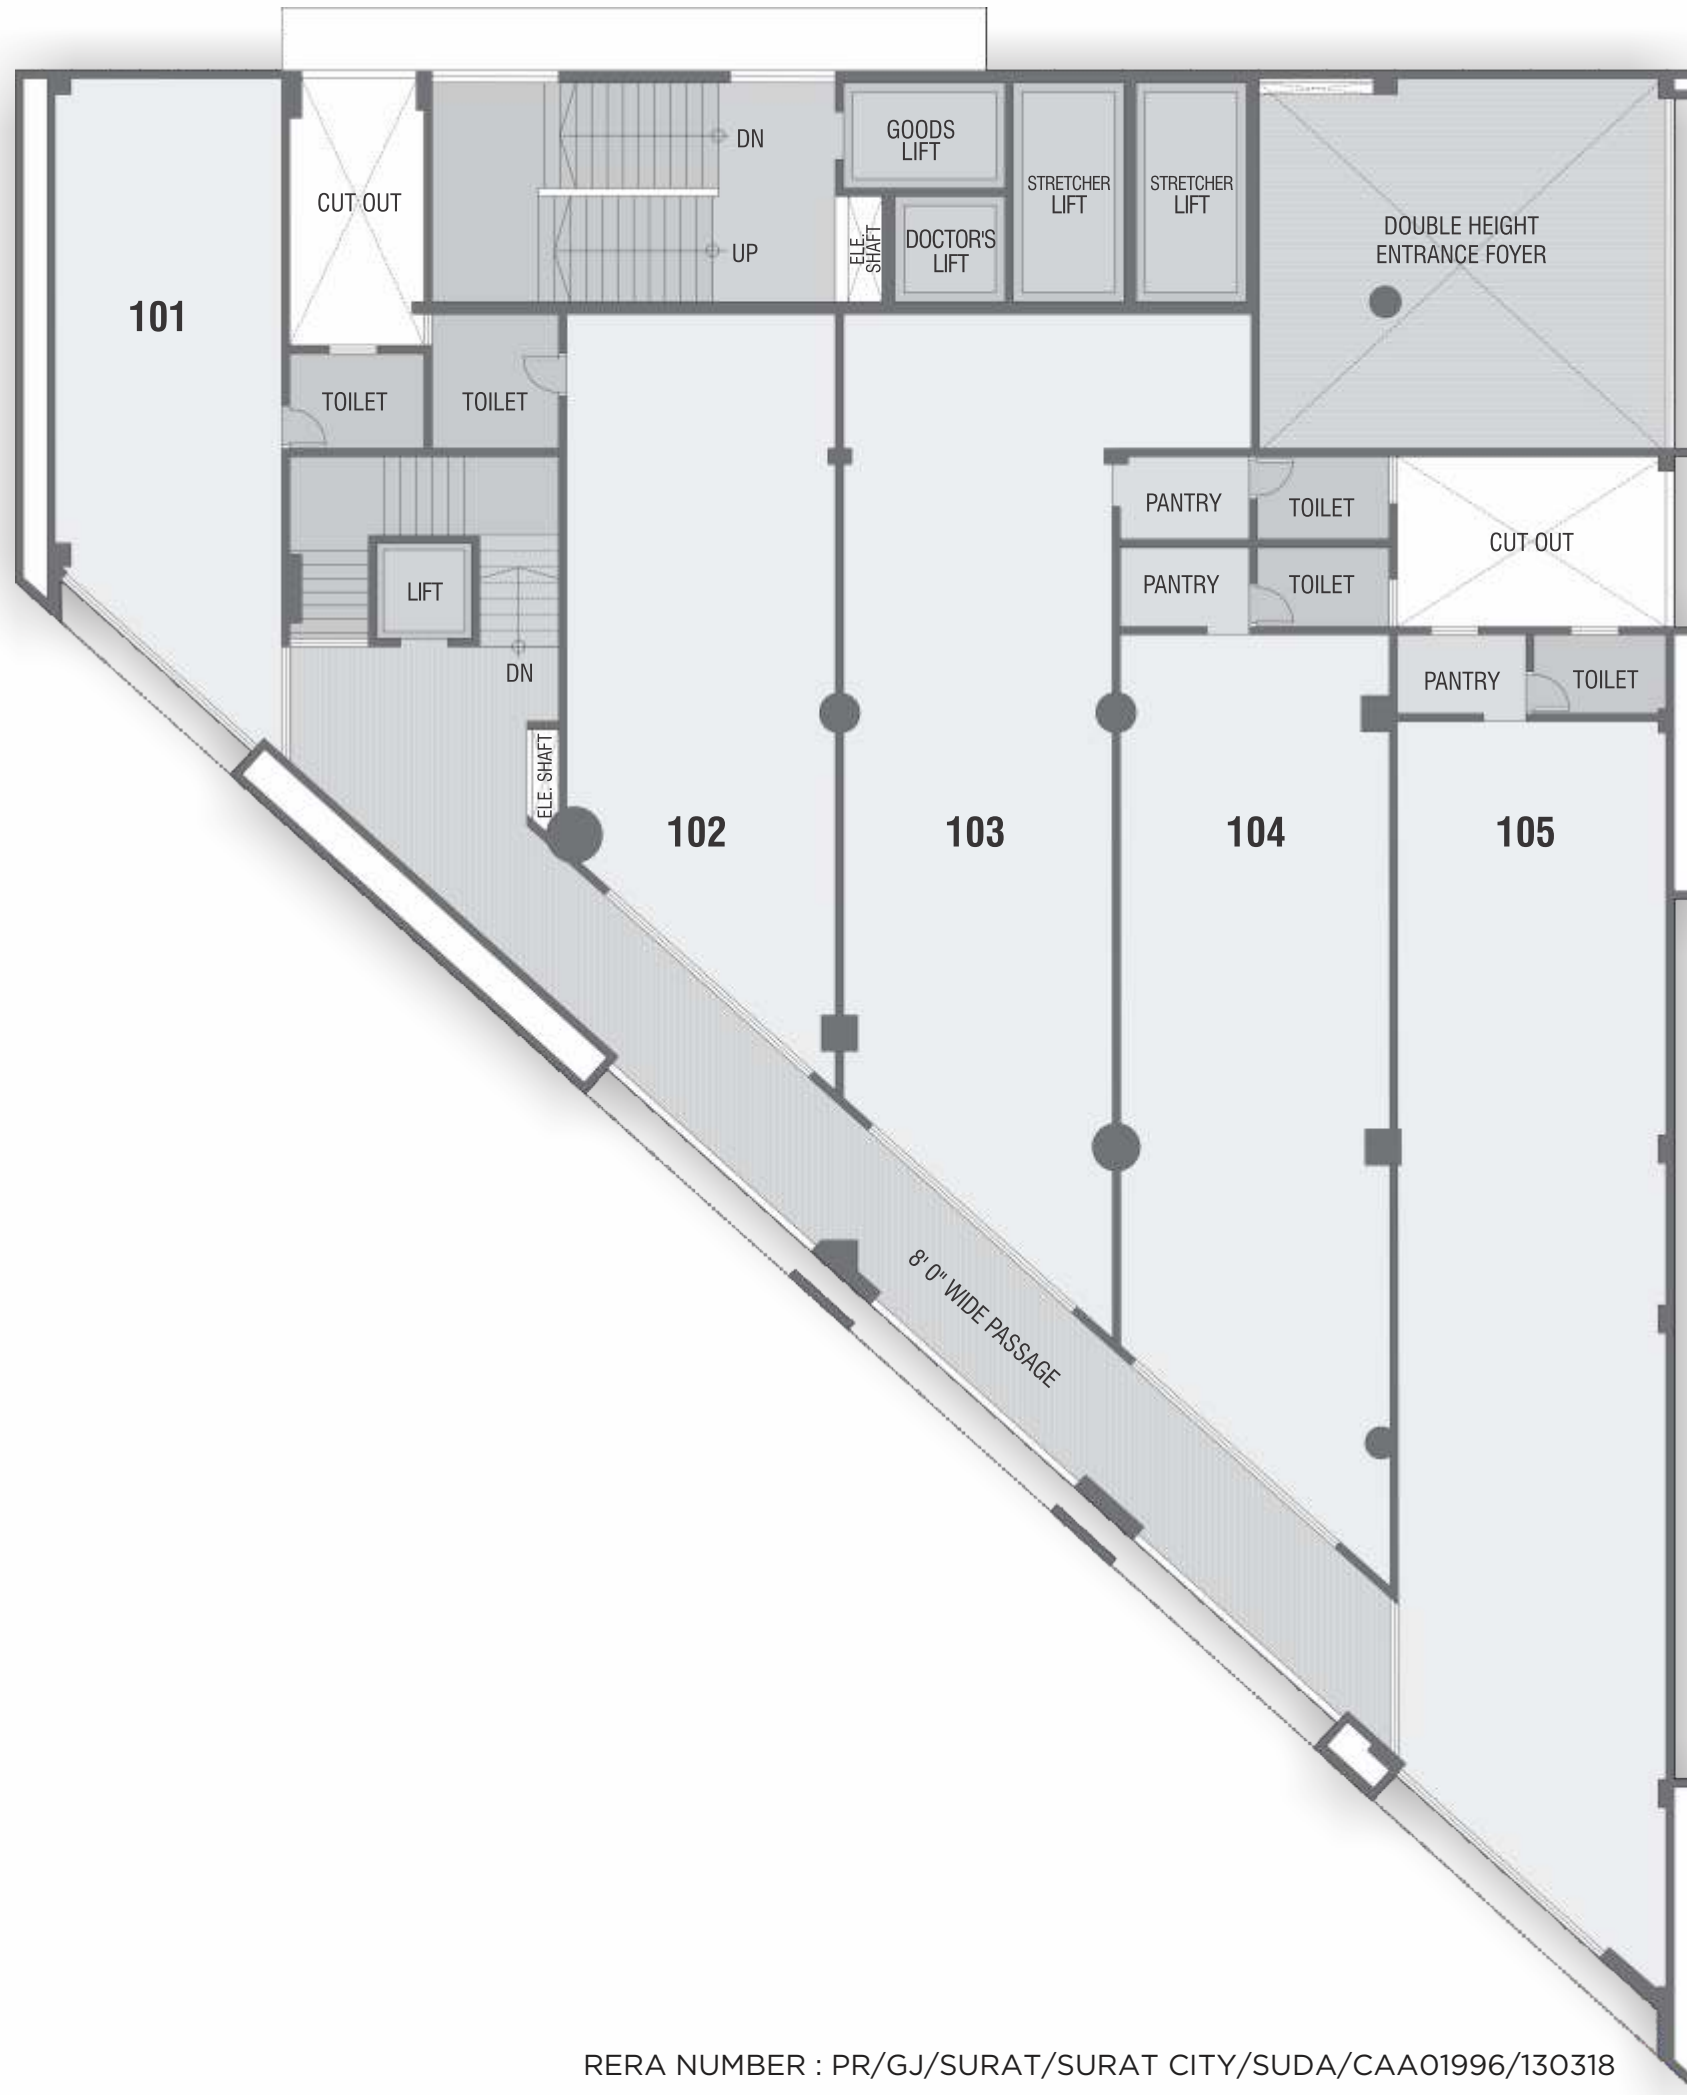 DN
GOODS
LIFT
STRETCHER
LIFT
STRETCHER
LIFT
CUT OUT
DOUBLE HEIGHT
ENTRANCE FOYER
UP
ELE.
SHAFT
DOCTOR'S
LIFT
101
TOILET
TOILET
PANTRY
TOILET
CUT OUT
PANTRY
TOILET
LIFT
DN
PANTRY
TOILET
ELE. SHAFT
102
103
104
105
8' 0" WIDE PASSAGE
RERA NUMBER : PR/GJ/SURAT/SURAT CITY/SUDA/CAA01996/130318